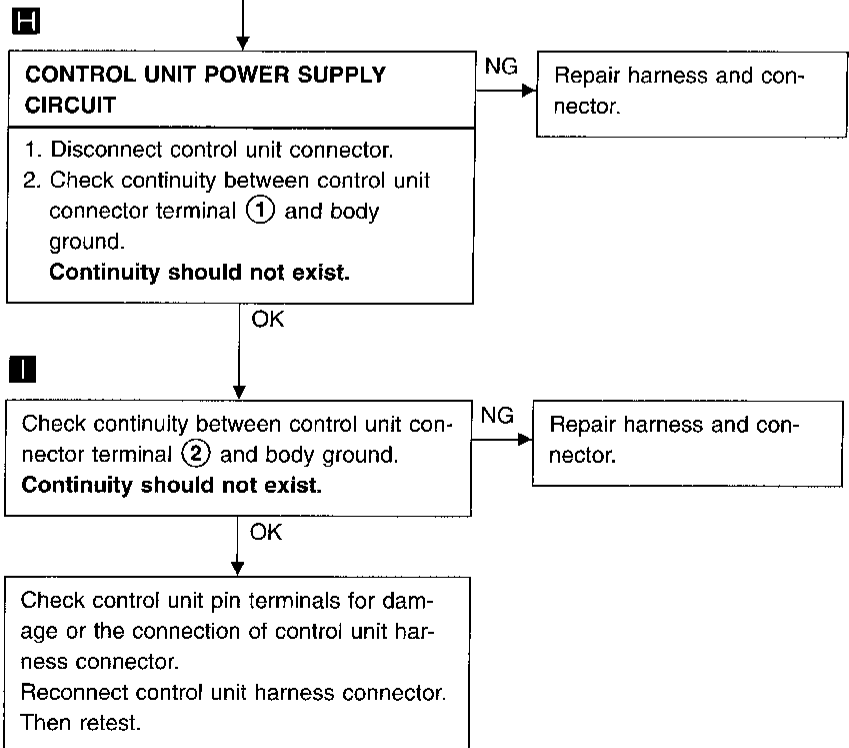 H
CONTROL UNIT POWER SUPPLY
CIRCUIT
1. Disconnect control unit connector.
2. Check continuity between control unit
connector terminal ① and body
ground.
Continuity should not exist.
NG
Repair harness and con-
nector.
OK
I
Check continuity between control unit con-
nector terminal ② and body ground.
Continuity should not exist.
NG
Repair harness and con-
nector.
OK
Check control unit pin terminals for dam-
age or the connection of control unit har-
ness connector.
Reconnect control unit harness connector.
Then retest.